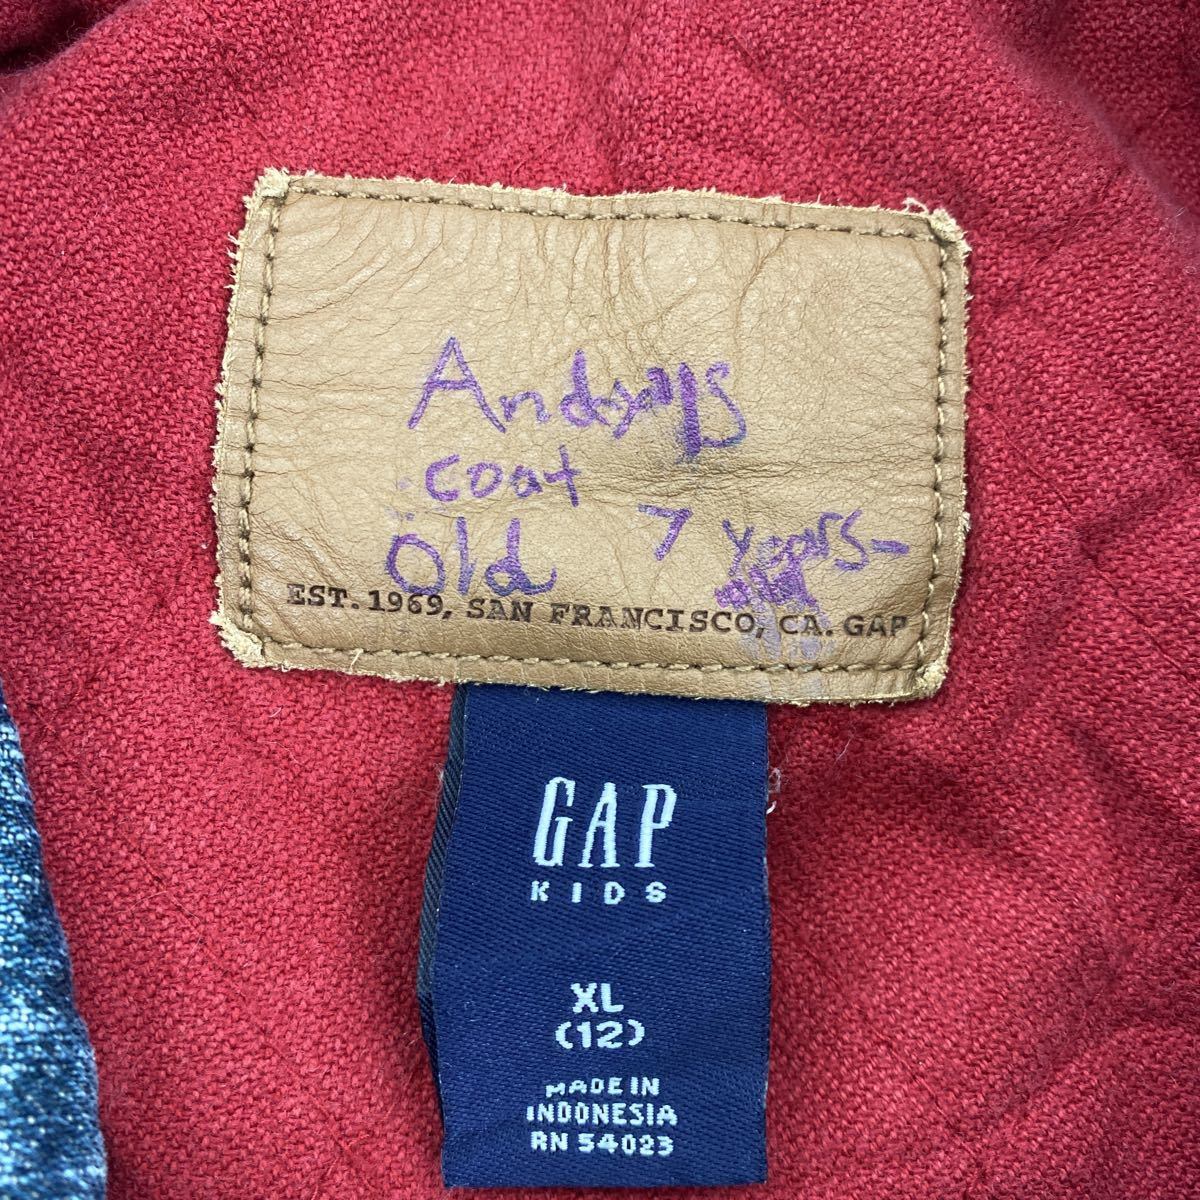 coat
Old 7 years-
EST. 1969, SAN FRANCISCO, CA. GAP
GAP
KIDS
XL
(12)
MADE IN
INDONESIA
RN 54023